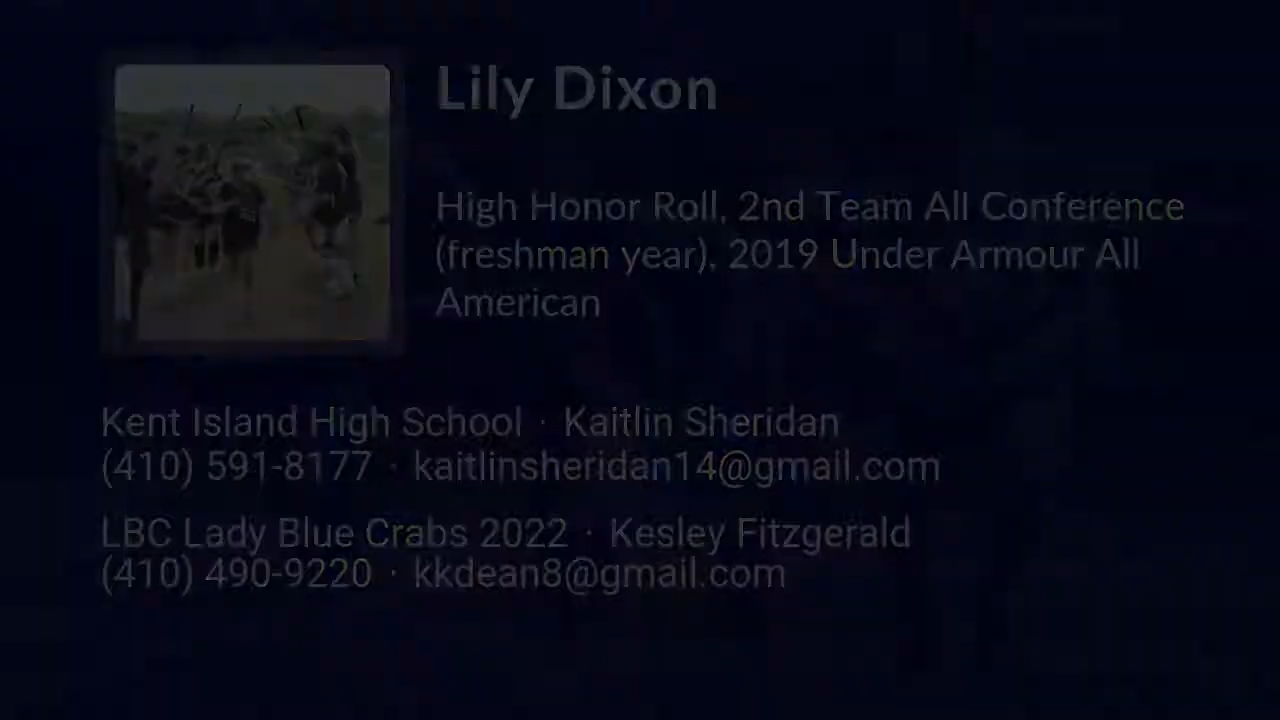 Lily Dixon
High Honor Roll, 2nd Team All Conference
(freshman year), 2019 Under Armour All
American
Kent Island High School · Kaitlin Sheridan
(410) 591-8177 · kaitlinsheridan14@gmail.com
LBC Lady Blue Crabs 2022 · Kesley Fitzgerald
(410) 490-9220 · kkdean8@gmail.com